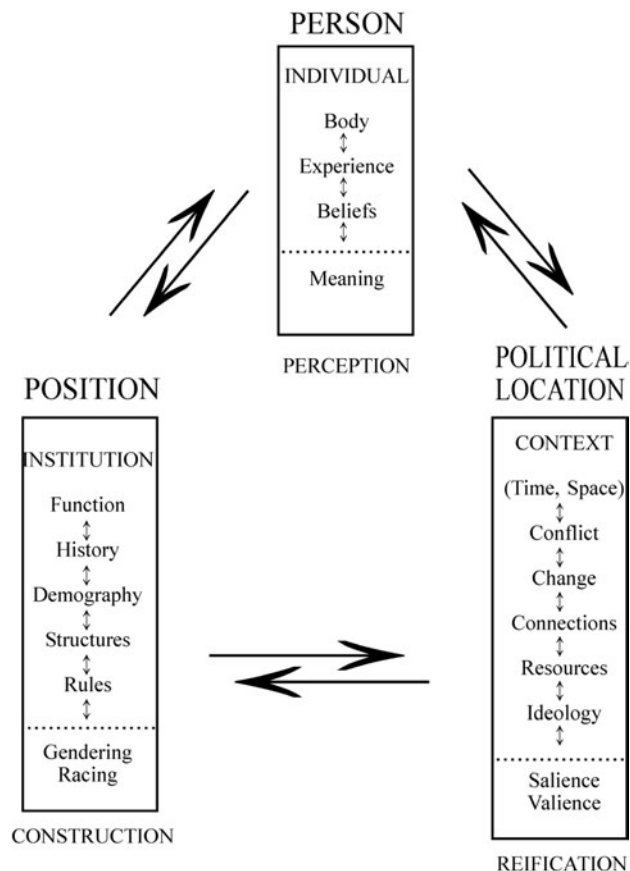 PERSON
INDIVIDUAL
Body
Experience
Beliefs
Meaning
PERCEPTION
POSITION
INSTITUTION
Function
History
Demography
Structures
Rules
Gendering
Racing
CONSTRUCTION
POLITICAL
LOCATION
CONTEXT
(Time, Space)
Conflict
Change
Connections
Resources
Ideology
Salience
Valience
REIFICATION